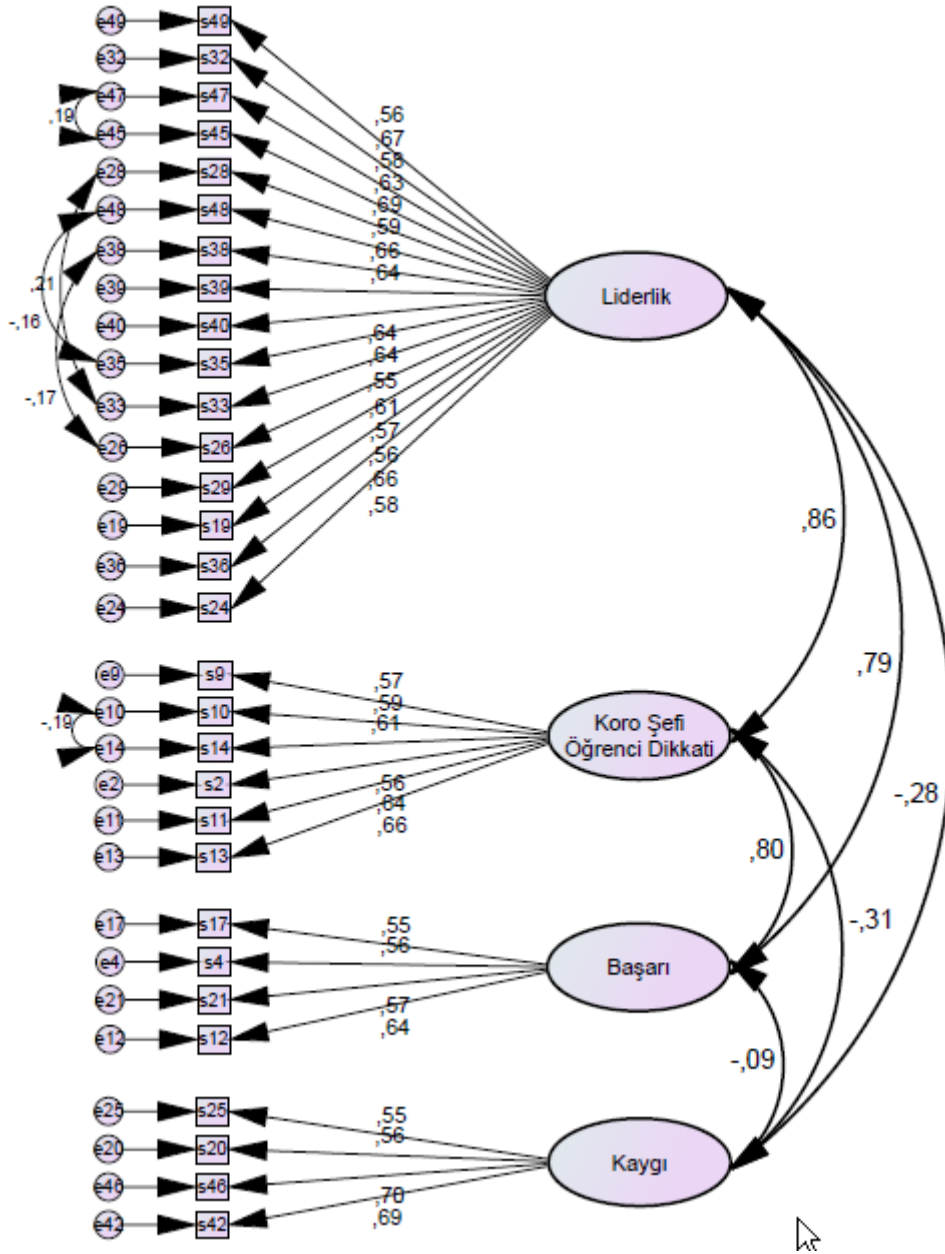 e49 s49
e32 s32
e47 s47
,19
e45 s45
e28 s28
e48 s48
e38 s38
e39 s39
e40 s40
e35 s35
e33 s33
e26 s26
e29 s29
e19 s19
e36 s36
e24 s24
,21
-,16
-,17
,56
,67
,58
,63
,69
,59
,66
,64
,64
,64
,55
,61
,57
,56
,66
,58
Liderlik
,86
,79
-,28
e9 s9
e10 s10
-,19
e14 s14
e2 s2
e11 s11
e13 s13
,57
,59
,61
,56
,66
Koro Şefi
Öğrenci Dikkati
,80
-,31
e17 s17
e4 s4
e21 s21
e12 s12
,55
,56
,57
,64
Başarı
-,09
e25 s25
e20 s20
e46 s46
e42 s42
,55
,56
,70
,69
Kaygı